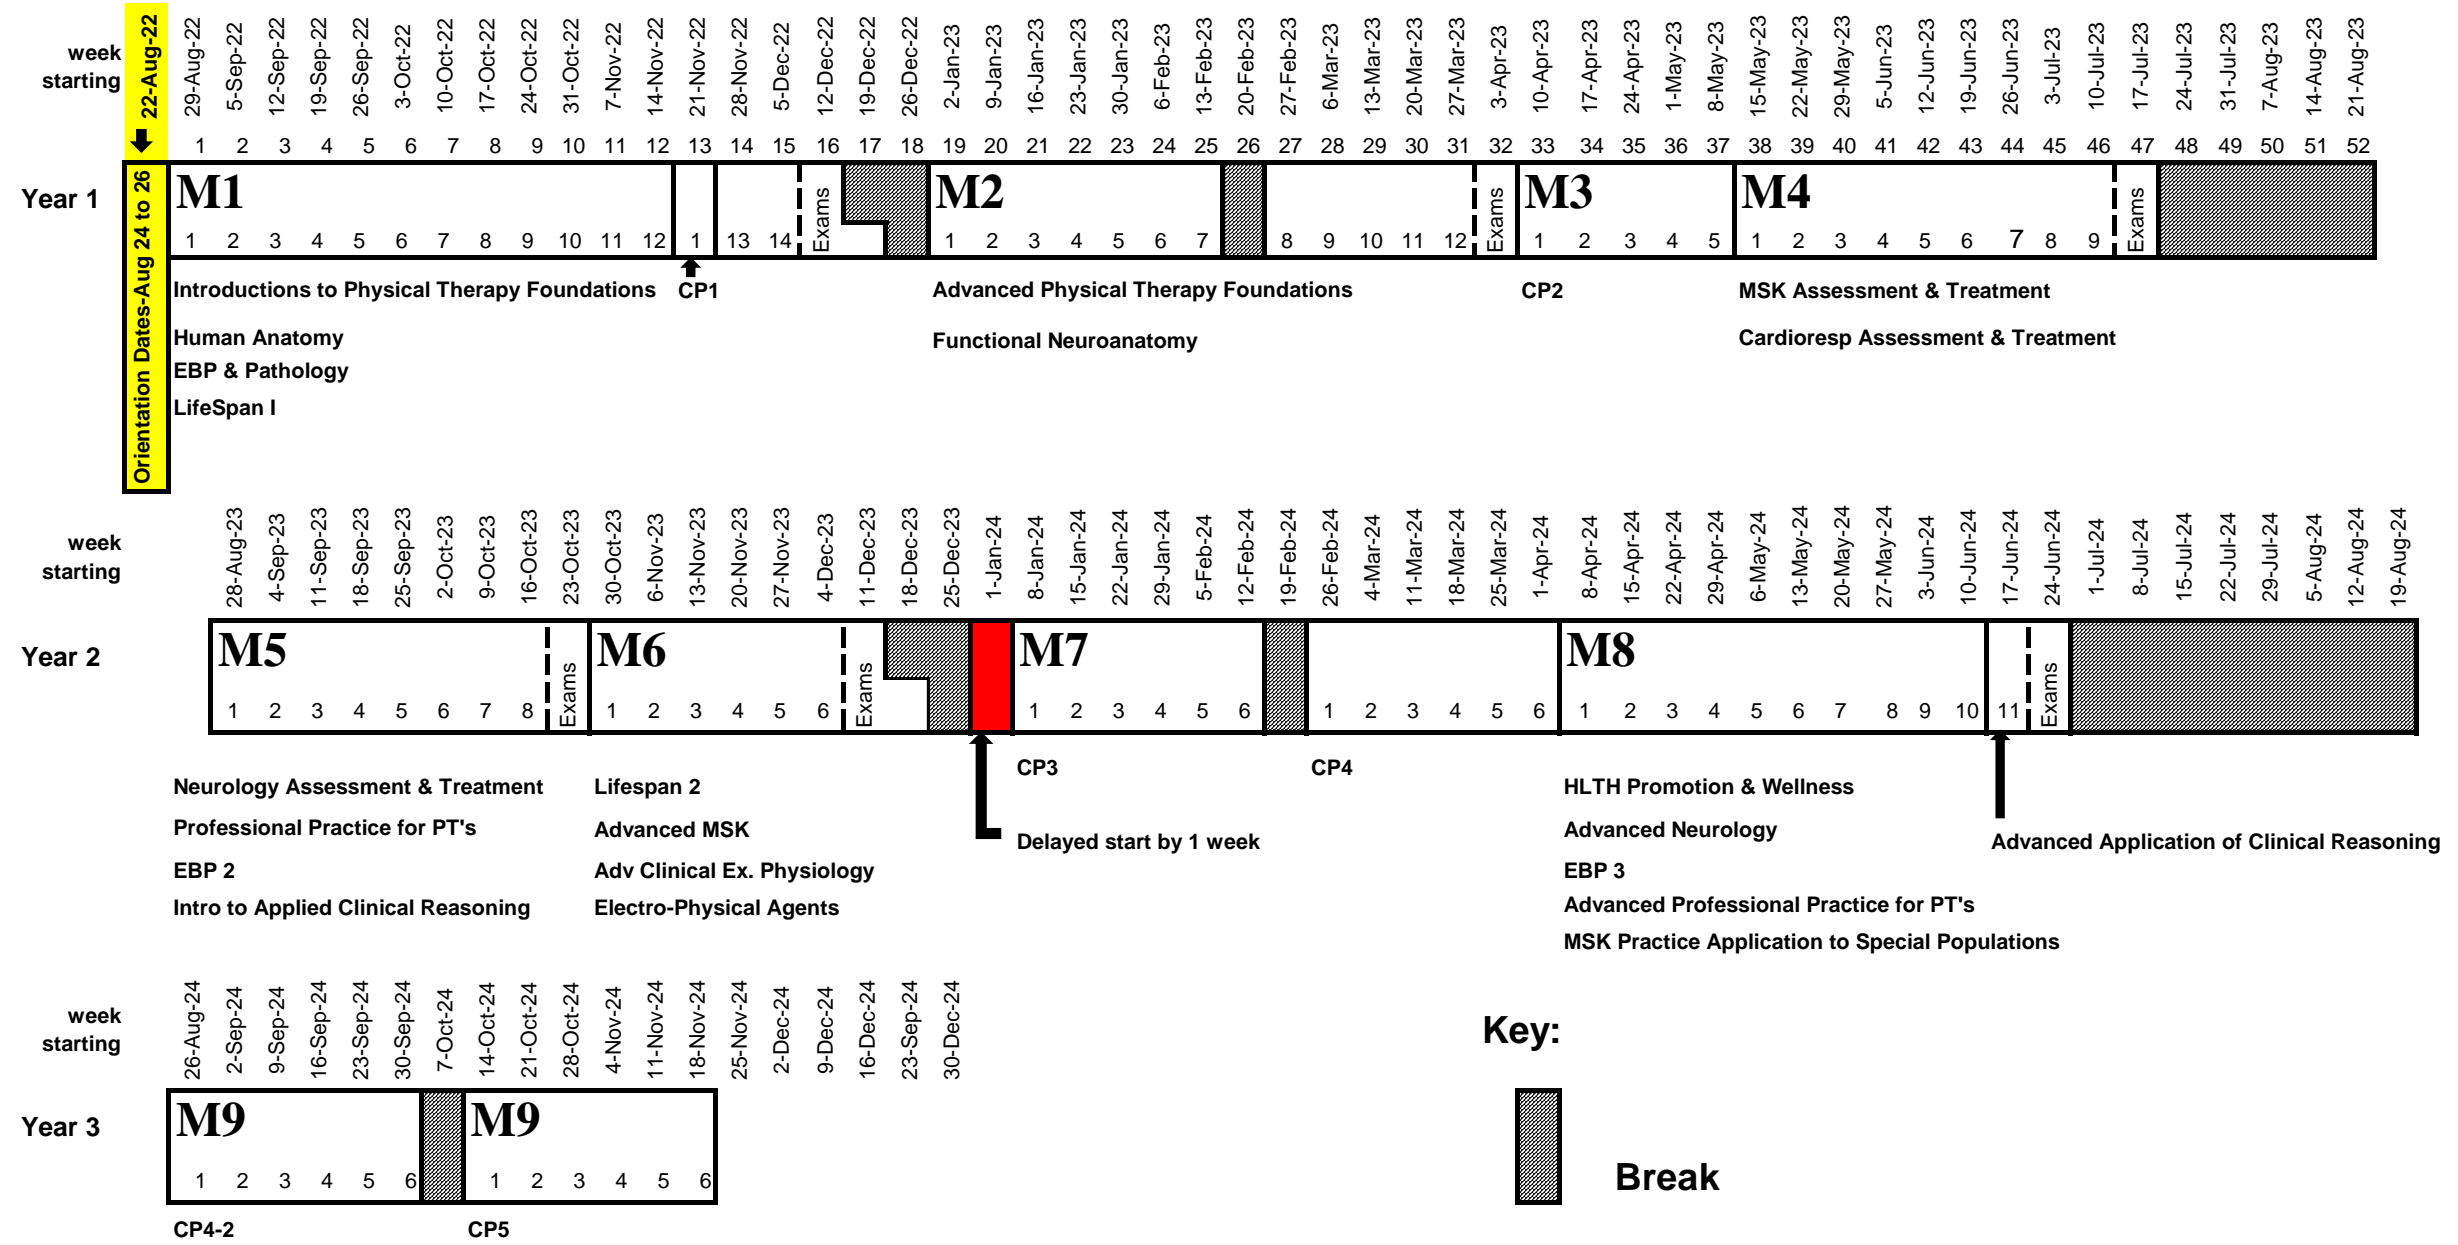 week starting
22-Aug-22 29-Aug-22 5-Sep-22 12-Sep-22 19-Sep-22 26-Sep-22 3-Oct-22 10-Oct-22 17-Oct-22 24-Oct-22 31-Oct-22 7-Nov-22 14-Nov-22 21-Nov-22 28-Nov-22 5-Dec-22 12-Dec-22 19-Dec-22 26-Dec-22 2-Jan-23 9-Jan-23 16-Jan-23 23-Jan-23 30-Jan-23 6-Feb-23 13-Feb-23 20-Feb-23 27-Feb-23 6-Mar-23 13-Mar-23 20-Mar-23 27-Mar-23 3-Apr-23 10-Apr-23 17-Apr-23 24-Apr-23 1-May-23 8-May-23 15-May-23 22-May-23 29-May-23 5-Jun-23 12-Jun-23 19-Jun-23 26-Jun-23 3-Jul-23 10-Jul-23 17-Jul-23 24-Jul-23 31-Jul-23 7-Aug-23 14-Aug-23 21-Aug-23
1 2 3 4 5 6 7 8 9 10 11 12 13 14 15 16 17 18 19 20 21 22 23 24 25 26 27 28 29 30 31 32 33 34 35 36 37 38 39 40 41 42 43 44 45 46 47 48 49 50 51 52
Orientation Dates-Aug 24 to 26
Year 1 M1 Exams M2 Exams M3 M4 Exams
1 2 3 4 5 6 7 8 9 10 11 12 1 13 14 1 2 3 4 5 6 7 8 9 10 11 12 1 2 3 4 5 1 2 3 4 5 6 7 8 9
Introductions to Physical Therapy Foundations CP1 Advanced Physical Therapy Foundations CP2 MSK Assessment & Treatment
Human Anatomy Functional Neuroanatomy Cardioresp Assessment & Treatment
EBP & Pathology
LifeSpan I
week starting
28-Aug-23 4-Sep-23 11-Sep-23 18-Sep-23 25-Sep-23 2-Oct-23 9-Oct-23 16-Oct-23 23-Oct-23 30-Oct-23 6-Nov-23 13-Nov-23 20-Nov-23 27-Nov-23 4-Dec-23 11-Dec-23 18-Dec-23 25-Dec-23 1-Jan-24 8-Jan-24 15-Jan-24 22-Jan-24 29-Jan-24 5-Feb-24 12-Feb-24 19-Feb-24 26-Feb-24 4-Mar-24 11-Mar-24 18-Mar-24 25-Mar-24 1-Apr-24 8-Apr-24 15-Apr-24 22-Apr-24 29-Apr-24 6-May-24 13-May-24 20-May-24 27-May-24 3-Jun-24 10-Jun-24 17-Jun-24 24-Jun-24 1-Jul-24 8-Jul-24 15-Jul-24 22-Jul-24 29-Jul-24 5-Aug-24 12-Aug-24 19-Aug-24
Year 2 M5 Exams M6 Exams M7 M8 Exams
1 2 3 4 5 6 7 8 1 2 3 4 5 6 1 2 3 4 5 6 1 2 3 4 5 6 1 2 3 4 5 6 7 8 9 10 11
CP3 CP4
Neurology Assessment & Treatment Lifespan 2 HLTH Promotion & Wellness
Professional Practice for PT's Advanced MSK Delayed start by 1 week Advanced Neurology Advanced Application of Clinical Reasoning
EBP 2 Adv Clinical Ex. Physiology EBP 3
Intro to Applied Clinical Reasoning Electro-Physical Agents Advanced Professional Practice for PT's
MSK Practice Application to Special Populations
week starting
26-Aug-24 2-Sep-24 9-Sep-24 16-Sep-24 23-Sep-24 30-Sep-24 7-Oct-24 14-Oct-24 21-Oct-24 28-Oct-24 4-Nov-24 11-Nov-24 18-Nov-24 25-Nov-24 2-Dec-24 9-Dec-24 16-Dec-24 23-Sep-24 30-Dec-24
Key:
Year 3 M9 M9
1 2 3 4 5 6 1 2 3 4 5 6
Break
CP4-2 CP5